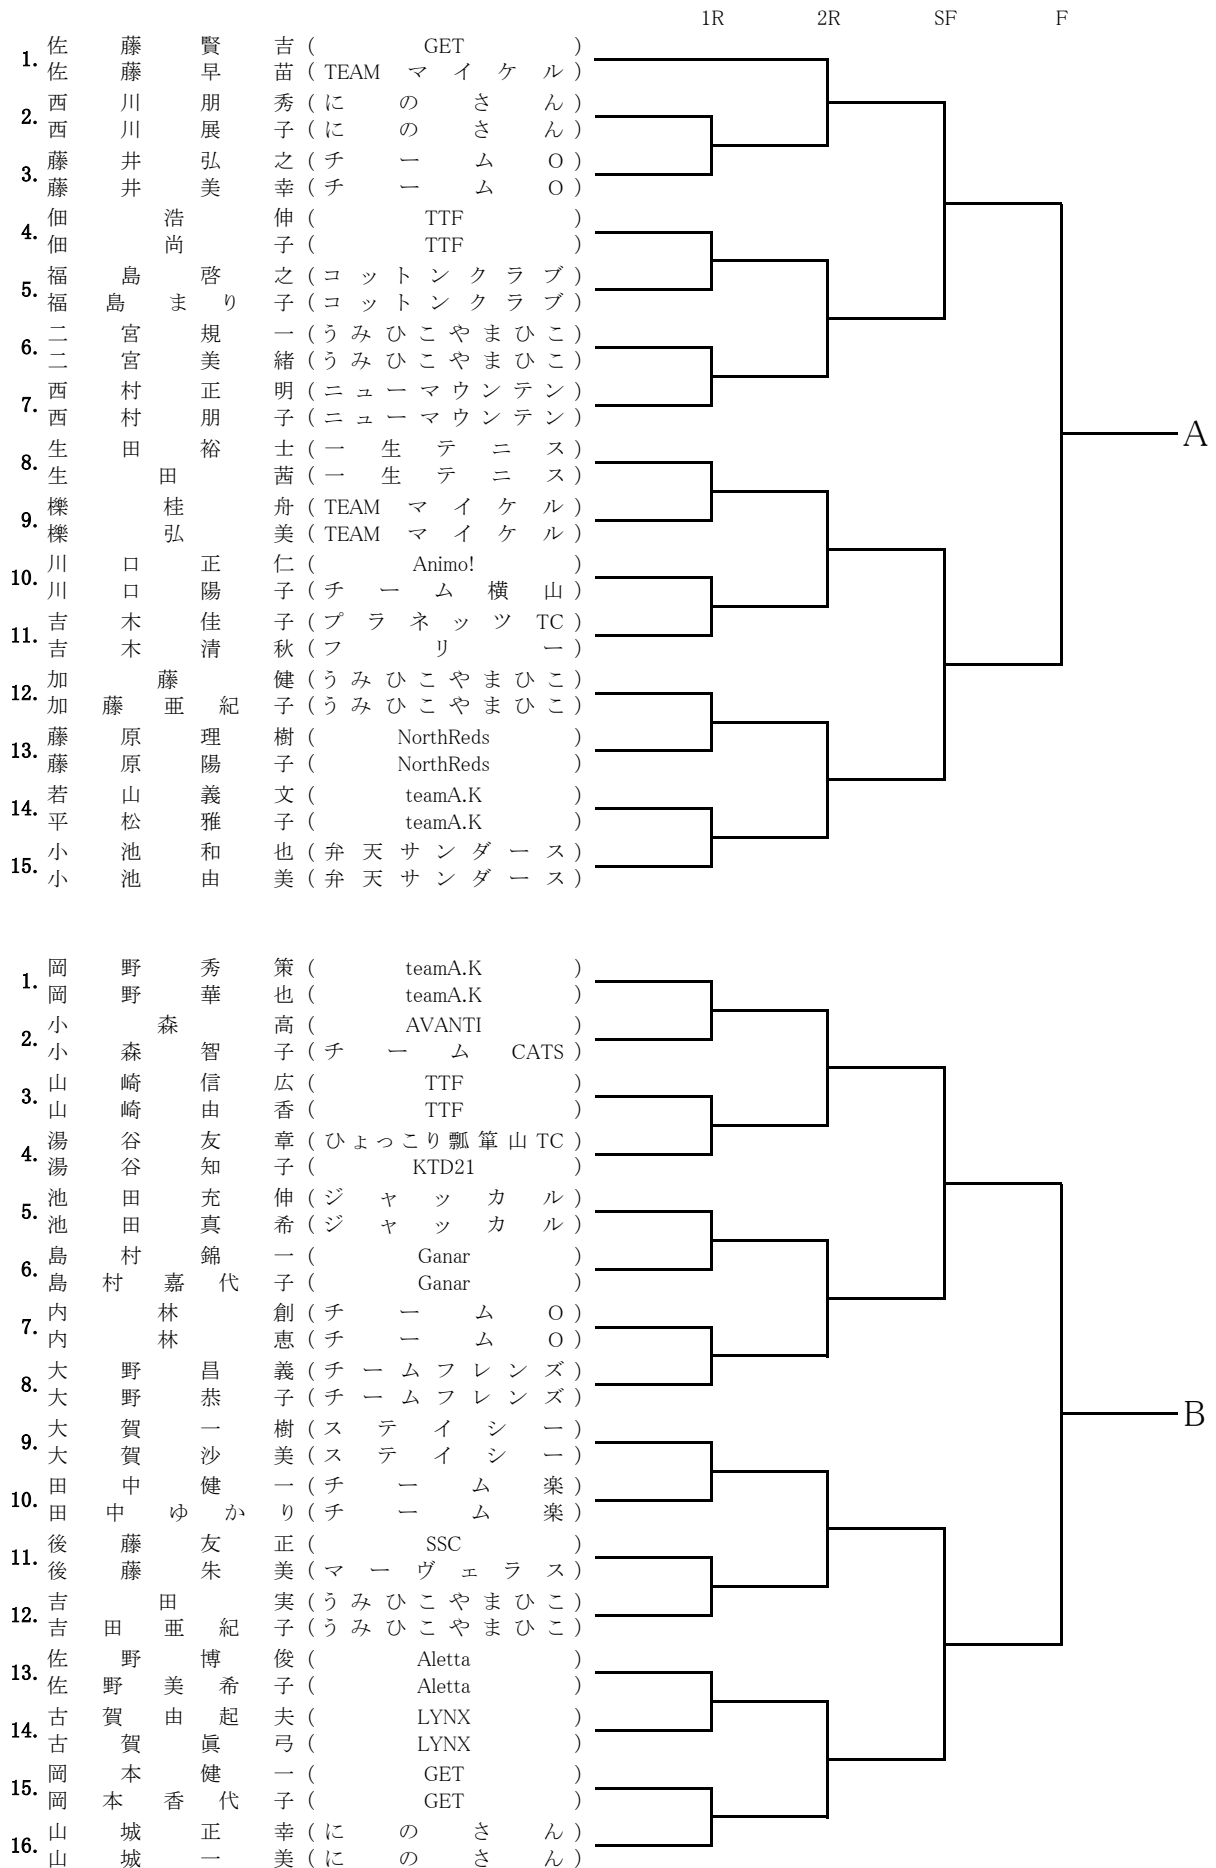 1R 2R SF F
1. 佐藤賢吉 ( GET )
佐藤早苗 ( TEAM マイケル )
2. 西川朋秀 ( にのさん )
西川展子 ( にのさん )
3. 藤井弘之 ( チームO )
藤井美幸 ( チームO )
4. 佃浩伸 ( TTF )
佃尚子 ( TTF )
5. 福島啓之 ( コットンクラブ )
福島まり子 ( コットンクラブ )
6. 二宮規一 ( うみひこやまひこ )
二宮美緒 ( うみひこやまひこ )
7. 西村正明 ( ニューマウンテン )
西村朋子 ( ニューマウンテン )
8. 生田裕士 ( 一生テニス )
生田茜 ( 一生テニス )
9. 櫟桂舟 ( TEAM マイケル )
櫟弘美 ( TEAM マイケル )
10. 川口正仁 ( Animo! )
川口陽子 ( チーム横山 )
11. 吉木佳子 ( プラネッツTC )
吉木清秋 ( フリー )
12. 加藤健 ( うみひこやまひこ )
加藤亜紀子 ( うみひこやまひこ )
13. 藤原理樹 ( NorthReds )
藤原陽子 ( NorthReds )
14. 若山義文 ( teamA.K )
平松雅子 ( teamA.K )
15. 小池和也 ( 弁天サンダース )
小池由美 ( 弁天サンダース )
A
1. 岡野秀策 ( teamA.K )
岡野華也 ( teamA.K )
2. 小森高 ( AVANTI )
小森智子 ( チームCATS )
3. 山崎信広 ( TTF )
山崎由香 ( TTF )
4. 湯谷友章 ( ひょっこり瓢箪山TC )
湯谷知子 ( KTD21 )
5. 池田充伸 ( ジャッカル )
池田真希 ( ジャッカル )
6. 島村錦一 ( Ganar )
島村嘉代子 ( Ganar )
7. 内林創 ( チームO )
内林恵 ( チームO )
8. 大野昌義 ( チームフレンズ )
大野恭子 ( チームフレンズ )
9. 大賀一樹 ( ステイシー )
大賀沙美 ( ステイシー )
10. 田中健一 ( チーム楽 )
田中ゆかり ( チーム楽 )
11. 後藤友正 ( SSC )
後藤朱美 ( マーヴェラス )
12. 吉田実 ( うみひこやまひこ )
吉田亜紀子 ( うみひこやまひこ )
13. 佐野博俊 ( Aletta )
佐野美希子 ( Aletta )
14. 古賀由起夫 ( LYNX )
古賀眞弓 ( LYNX )
15. 岡本健一 ( GET )
岡本香代子 ( GET )
16. 山城正幸 ( にのさん )
山城一美 ( にのさん )
B